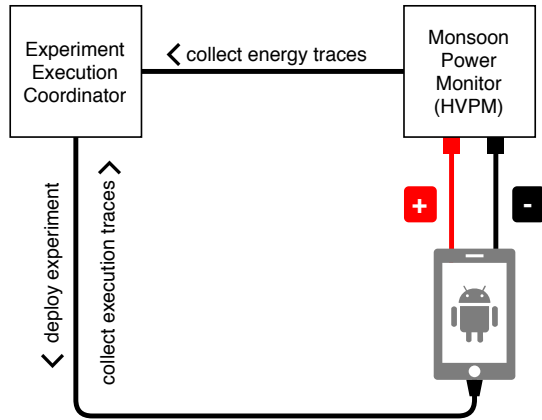 Experiment
Execution
Coordinator
< collect energy traces
Monsoon
Power
Monitor
(HVPM)
+
-
< deploy experiment
collect execution traces >